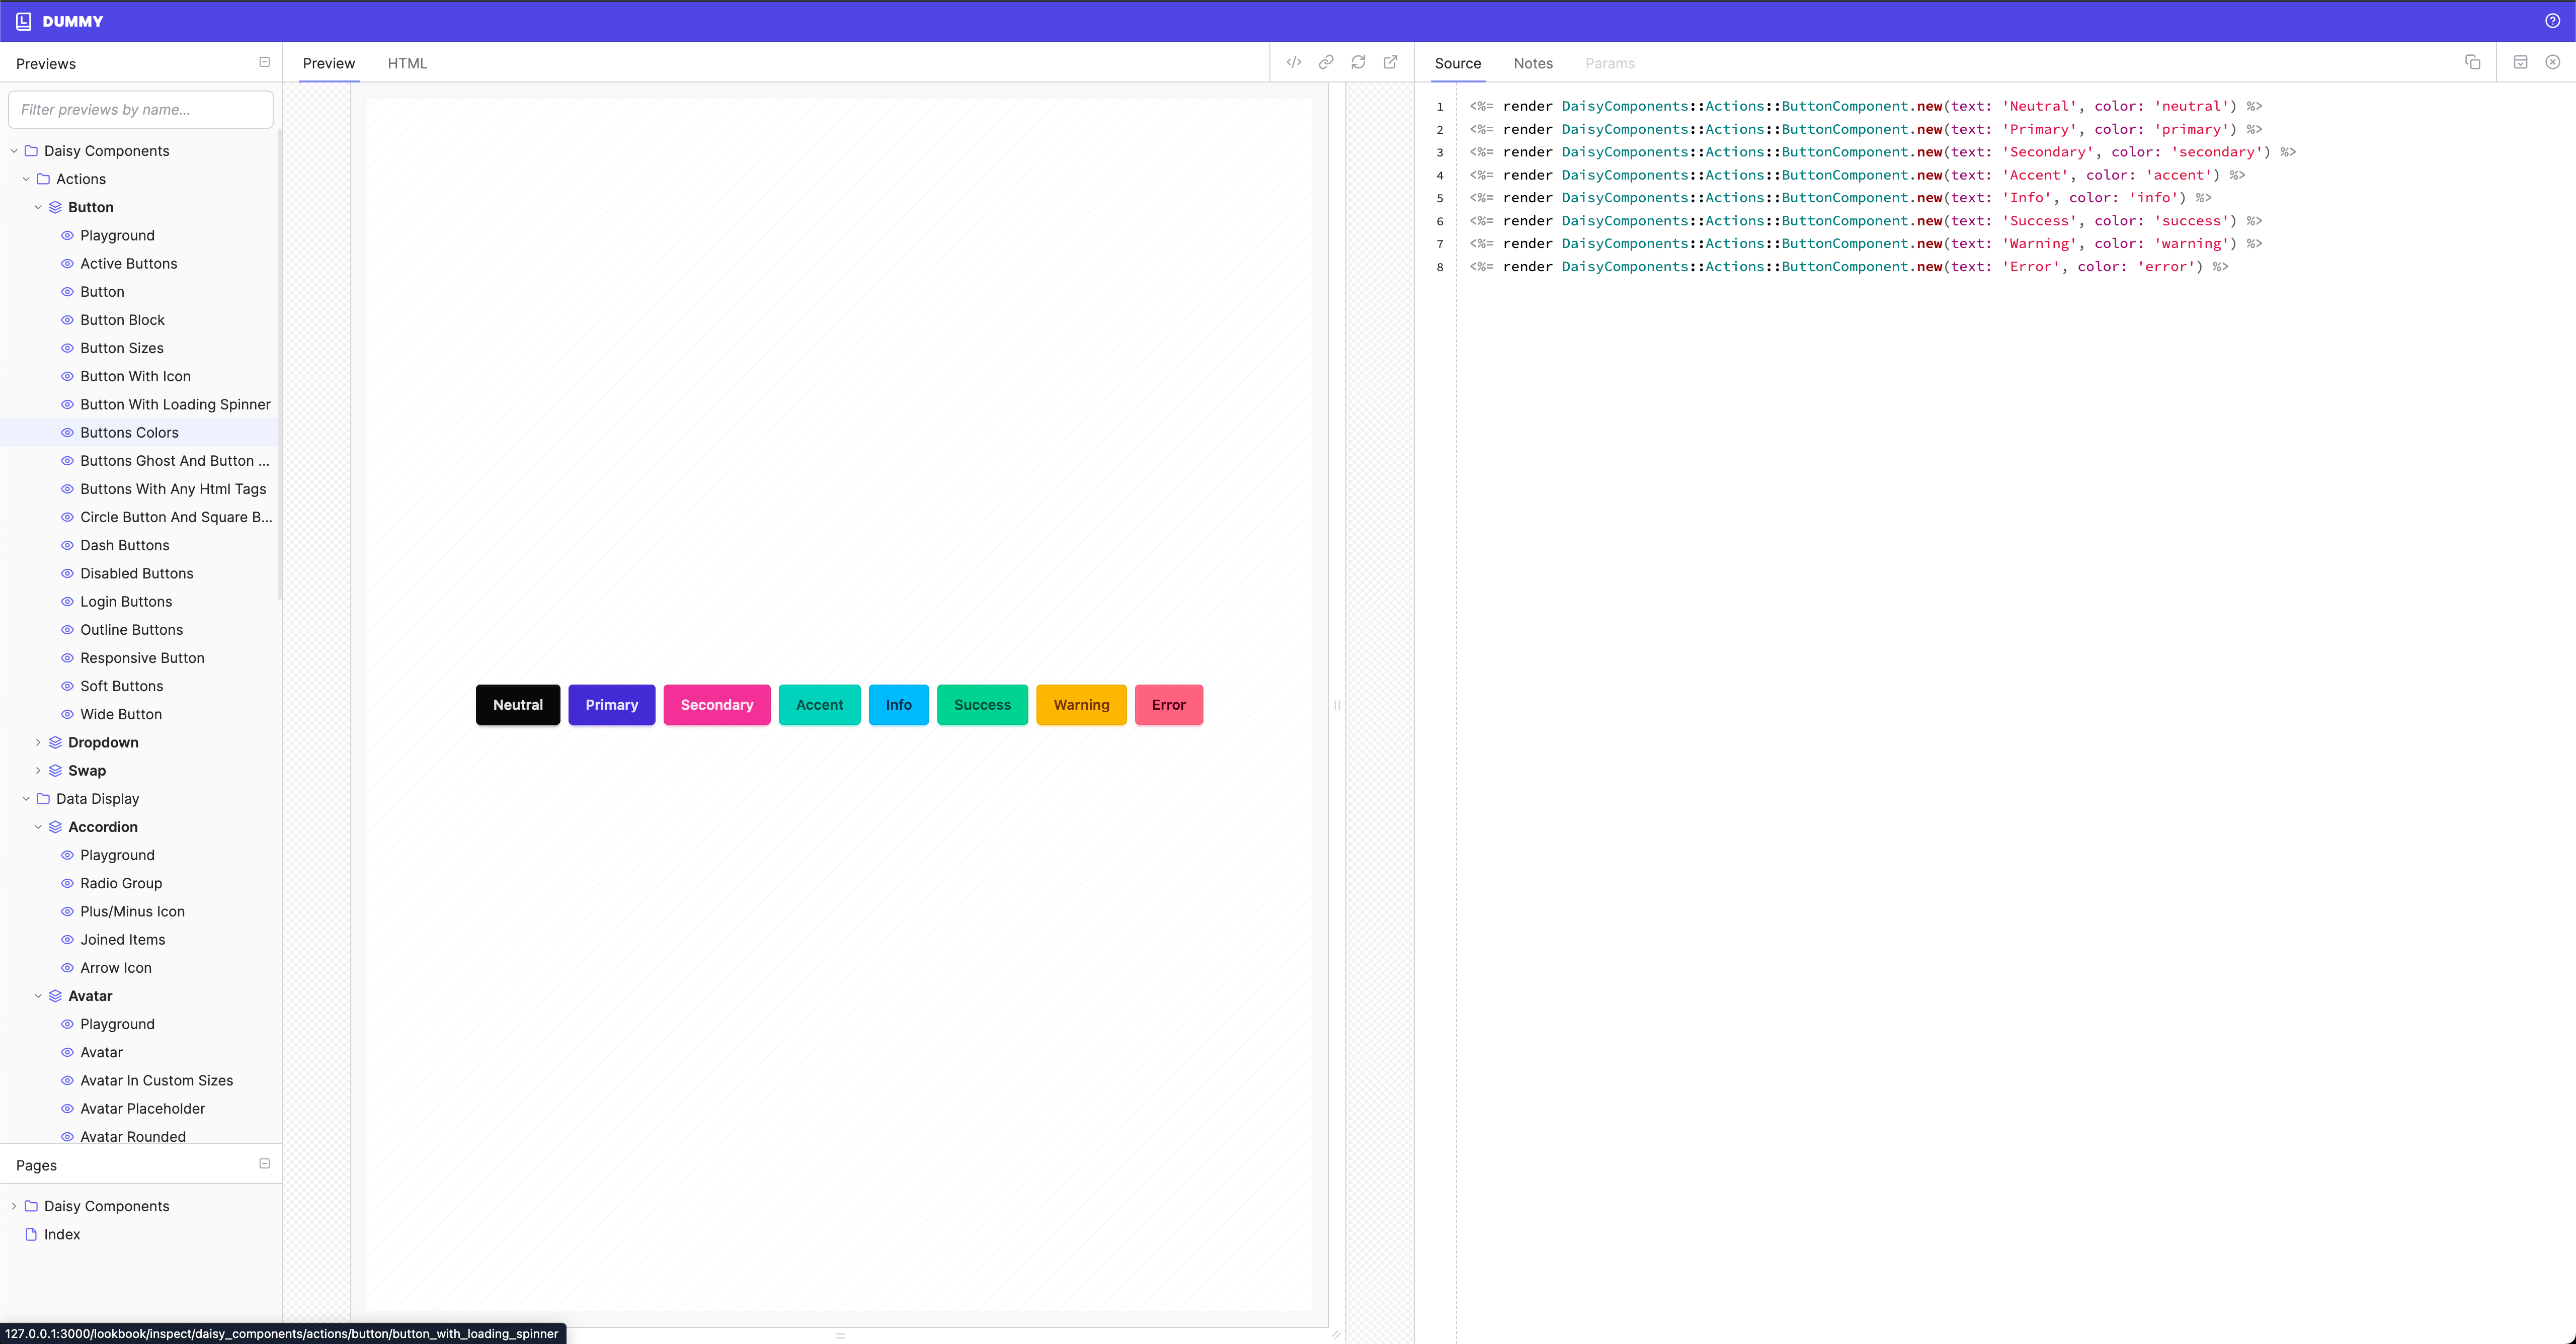 DUMMY
Previews
Filter previews by name...
Daisy Components
Actions
Button
Playground
Active Buttons
Button
Button Block
Button Sizes
Button With Icon
Button With Loading Spinner
Buttons Colors
Buttons Ghost And Button ...
Buttons With Any Html Tags
Circle Button And Square B...
Dash Buttons
Disabled Buttons
Login Buttons
Outline Buttons
Responsive Button
Soft Buttons
Wide Button
Dropdown
Swap
Data Display
Accordion
Playground
Radio Group
Plus/Minus Icon
Joined Items
Arrow Icon
Avatar
Playground
Avatar
Avatar In Custom Sizes
Avatar Placeholder
Avatar Rounded
Pages
Daisy Components
Index
127.0.0.1:3000/lookbook/inspect/daisy_components/actions/button/button_with_loading_spinner
Preview HTML
Neutral Primary Secondary Accent Info Success Warning Error
Source Notes Params
1 <%= render DaisyComponents::Actions::ButtonComponent.new(text: 'Neutral', color: 'neutral') %>
2 <%= render DaisyComponents::Actions::ButtonComponent.new(text: 'Primary', color: 'primary') %>
3 <%= render DaisyComponents::Actions::ButtonComponent.new(text: 'Secondary', color: 'secondary') %>
4 <%= render DaisyComponents::Actions::ButtonComponent.new(text: 'Accent', color: 'accent') %>
5 <%= render DaisyComponents::Actions::ButtonComponent.new(text: 'Info', color: 'info') %>
6 <%= render DaisyComponents::Actions::ButtonComponent.new(text: 'Success', color: 'success') %>
7 <%= render DaisyComponents::Actions::ButtonComponent.new(text: 'Warning', color: 'warning') %>
8 <%= render DaisyComponents::Actions::ButtonComponent.new(text: 'Error', color: 'error') %>